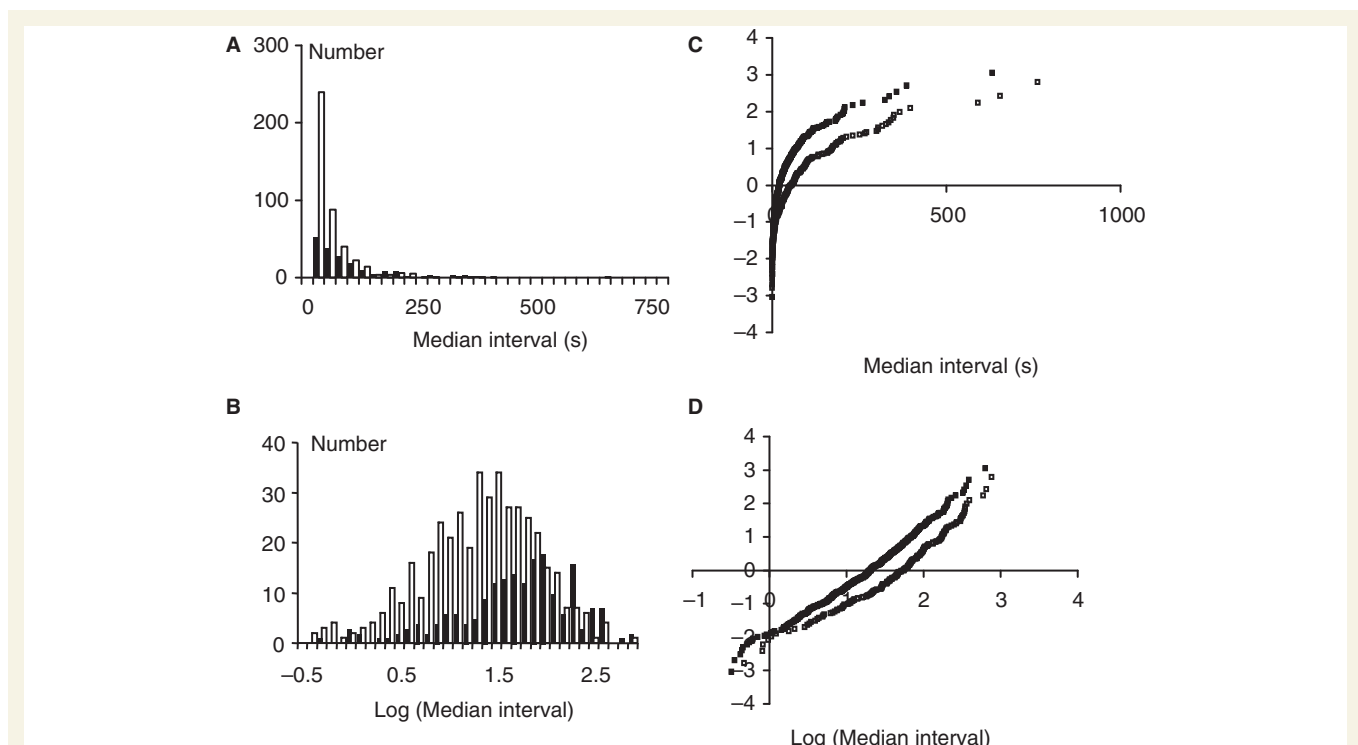 A
300
Number
200
100
0
0 250 500 750
Median interval (s)
C
4
3
2
1
0
−1
−2
−3
−4
0 500 1000
Median interval (s)
B
Number
40
30
20
10
0
−0.5 0.5 1.5 2.5
Log (Median interval)
D
4
3
2
1
0
−1
−2
−3
−4
−1 0 1 2 3 4
Log (Median interval)